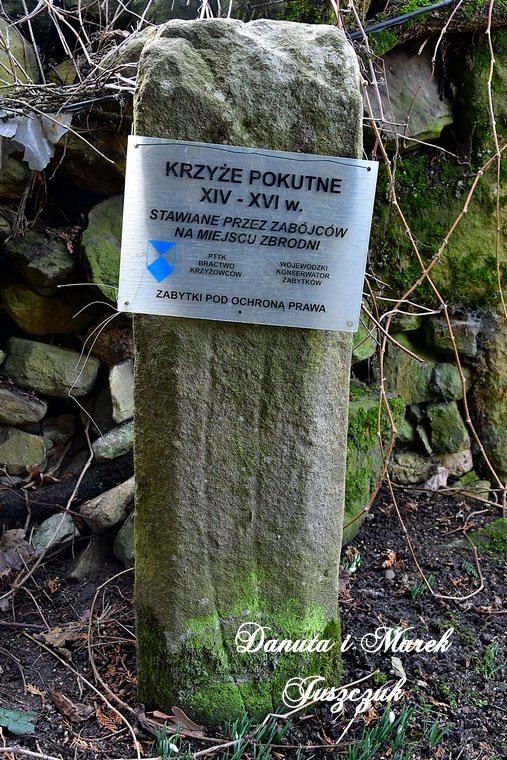 KRZYŻE POKUTNE
XIV - XVI w.
STAWIANE PRZEZ ZABÓJCÓW
NA MIEJSCU ZBRODNI
PTTK
BRACTWO
KRZYŻOWCÓW
WOJEWÓDZKI
KONSERWATOR
ZABYTKÓW
ZABYTKI POD OCHRONĄ PRAWA
Danuta i Marek
Juszczuk